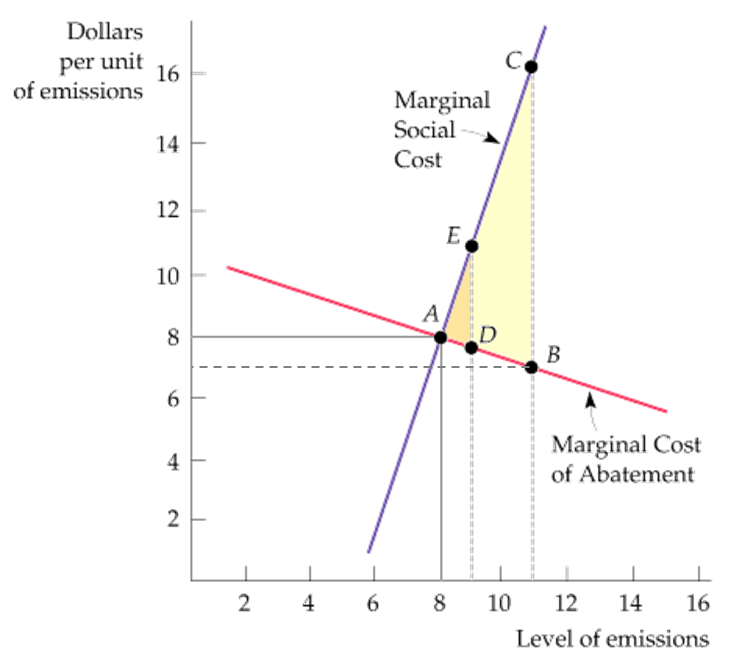 Dollars
per unit
of emissions
16
14
12
10
8
6
4
2
Marginal
Social
Cost
C
E
A
D
B
Marginal Cost
of Abatement
2 4 6 8 10 12 14 16
Level of emissions